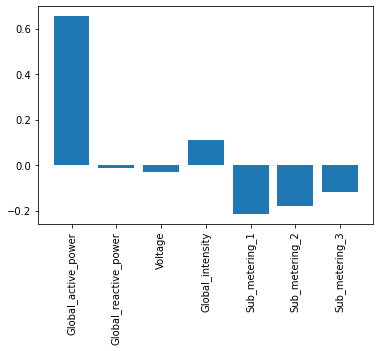 0.6
0.4
0.2
0.0
−0.2
Global_active_power
Global_reactive_power
Voltage
Global_intensity
Sub_metering_1
Sub_metering_2
Sub_metering_3